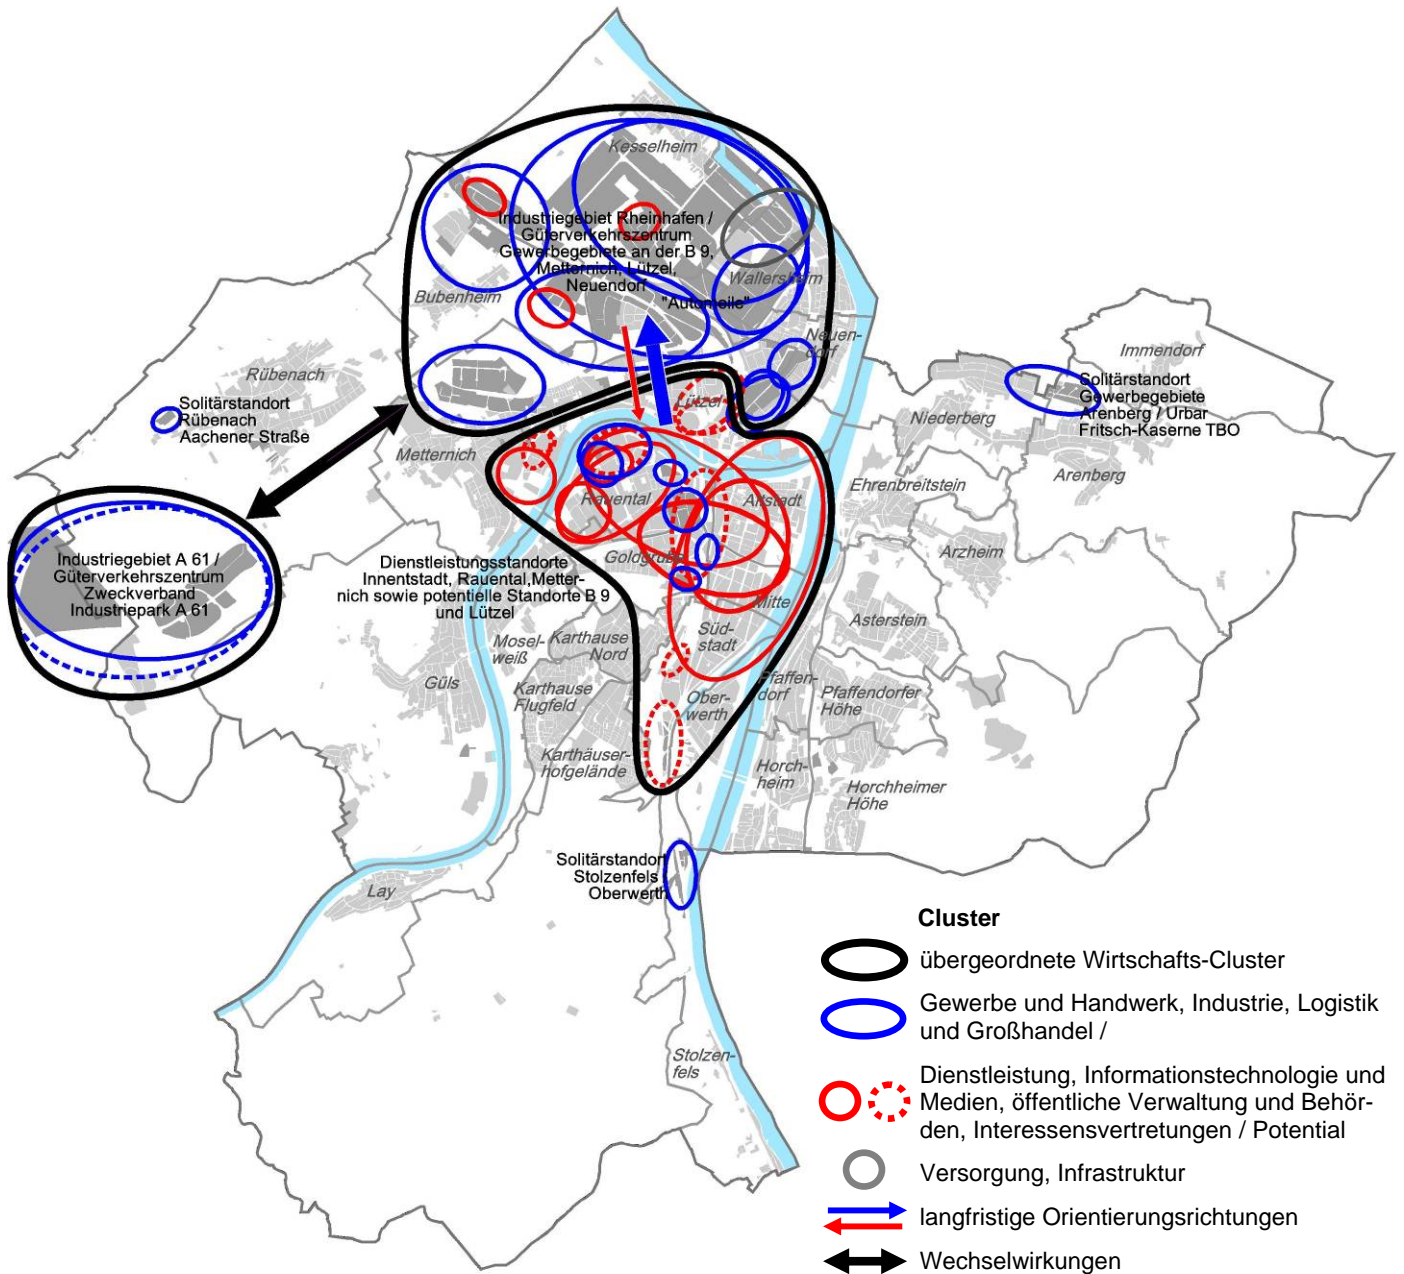 Kesselheim
Industriegebiet Rheinhafen /
Güterverkehrszentrum
Gewerbegebiete an der B 9,
Metternich, Lützel,
Neuendorf
"Automeile"
Wallersheim
Bubenheim
Neuen-
dorf
Rübenach
Solitärstandort
Rübenach
Aachener Straße
Metternich
Lützel
Immendorf
Solitärstandort
Gewerbegebiete
Arenberg / Urbar
Fritsch-Kaserne TBO
Niederberg
Arenberg
Ehrenbreitstein
Arzheim
Rauental
Altstadt
Goldgrube
Mitte
Industriegebiet A 61 /
Güterverkehrszentrum
Zweckverband
Industriepark A 61
Dienstleistungsstandorte
Innentstadt, Rauental,Metter-
nich sowie potentielle Standorte B 9
und Lützel
Mosel-
weiß
Karthause
Nord
Süd-
stadt
Asterstein
Güls
Karthause
Flugfeld
Ober-
werth
Pfaffen-
dorf
Pfaffendorfer
Höhe
Karthäuser-
hofgelände
Horch-
heim
Horchheimer
Höhe
Solitärstandort
Stolzenfels
Oberwerth
Lay
Stolzen-
fels
Cluster
übergeordnete Wirtschafts-Cluster
Gewerbe und Handwerk, Industrie, Logistik
und Großhandel /
Dienstleistung, Informationstechnologie und
Medien, öffentliche Verwaltung und Behör-
den, Interessensvertretungen / Potential
Versorgung, Infrastruktur
langfristige Orientierungsrichtungen
Wechselwirkungen